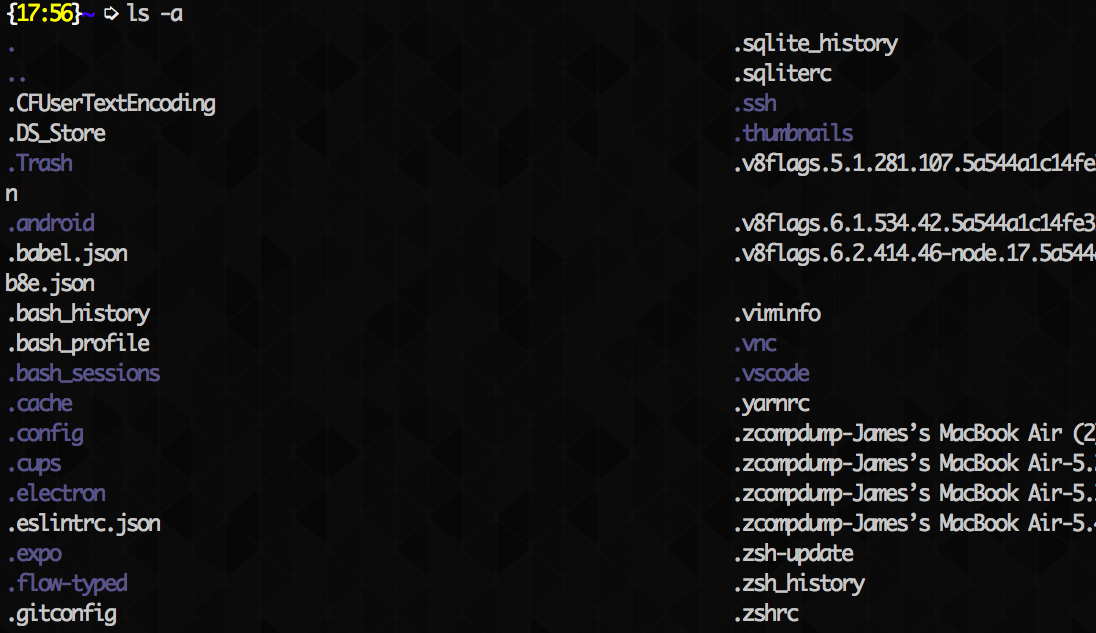 {17:56}~ ➩ ls -a
. .sqlite_history
.. .sqliterc
.CFUserTextEncoding .ssh
.DS_Store .thumbnails
.Trash .v8flags.5.1.281.107.5a544a1c14fe
n
.android .v8flags.6.1.534.42.5a544a1c14fe3
.babel.json .v8flags.6.2.414.46-node.17.5a544
b8e.json
.bash_history .viminfo
.bash_profile .vnc
.bash_sessions .vscode
.cache .yarnrc
.config .zcompdump-James’s MacBook Air (2)
.cups .zcompdump-James’s MacBook Air-5.
.electron .zcompdump-James’s MacBook Air-5.
.eslintrc.json .zcompdump-James’s MacBook Air-5.4
.expo .zsh-update
.flow-typed .zsh_history
.gitconfig .zshrc